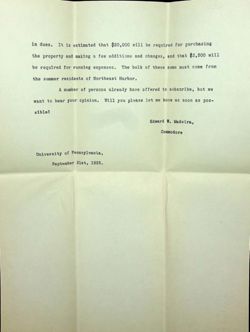 in dues. It is estimated that $20,000 will be required for purchasing
the property and making a few additions and changes, and that $5,000 will
be required for running expenses. The bulk of these sums must come from
the summer residents of Northeast Harbor.
A number of persons already have offered to subscribe, but we
want to hear your opinion. Will you please let me know as soon as pos-
sible?
Edward W. Madeira,
Commodore
University of Pennsylvania,
September 21st, 1923.